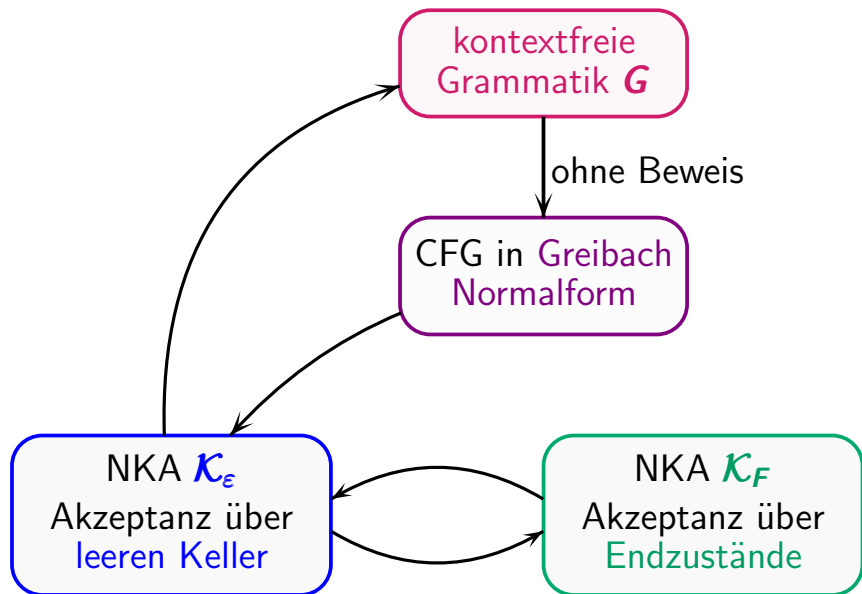 kontextfreie
Grammatik G
ohne Beweis
CFG in Greibach
Normalform
NKA 𝒦ε
Akzeptanz über
leeren Keller
NKA 𝒦F
Akzeptanz über
Endzustände